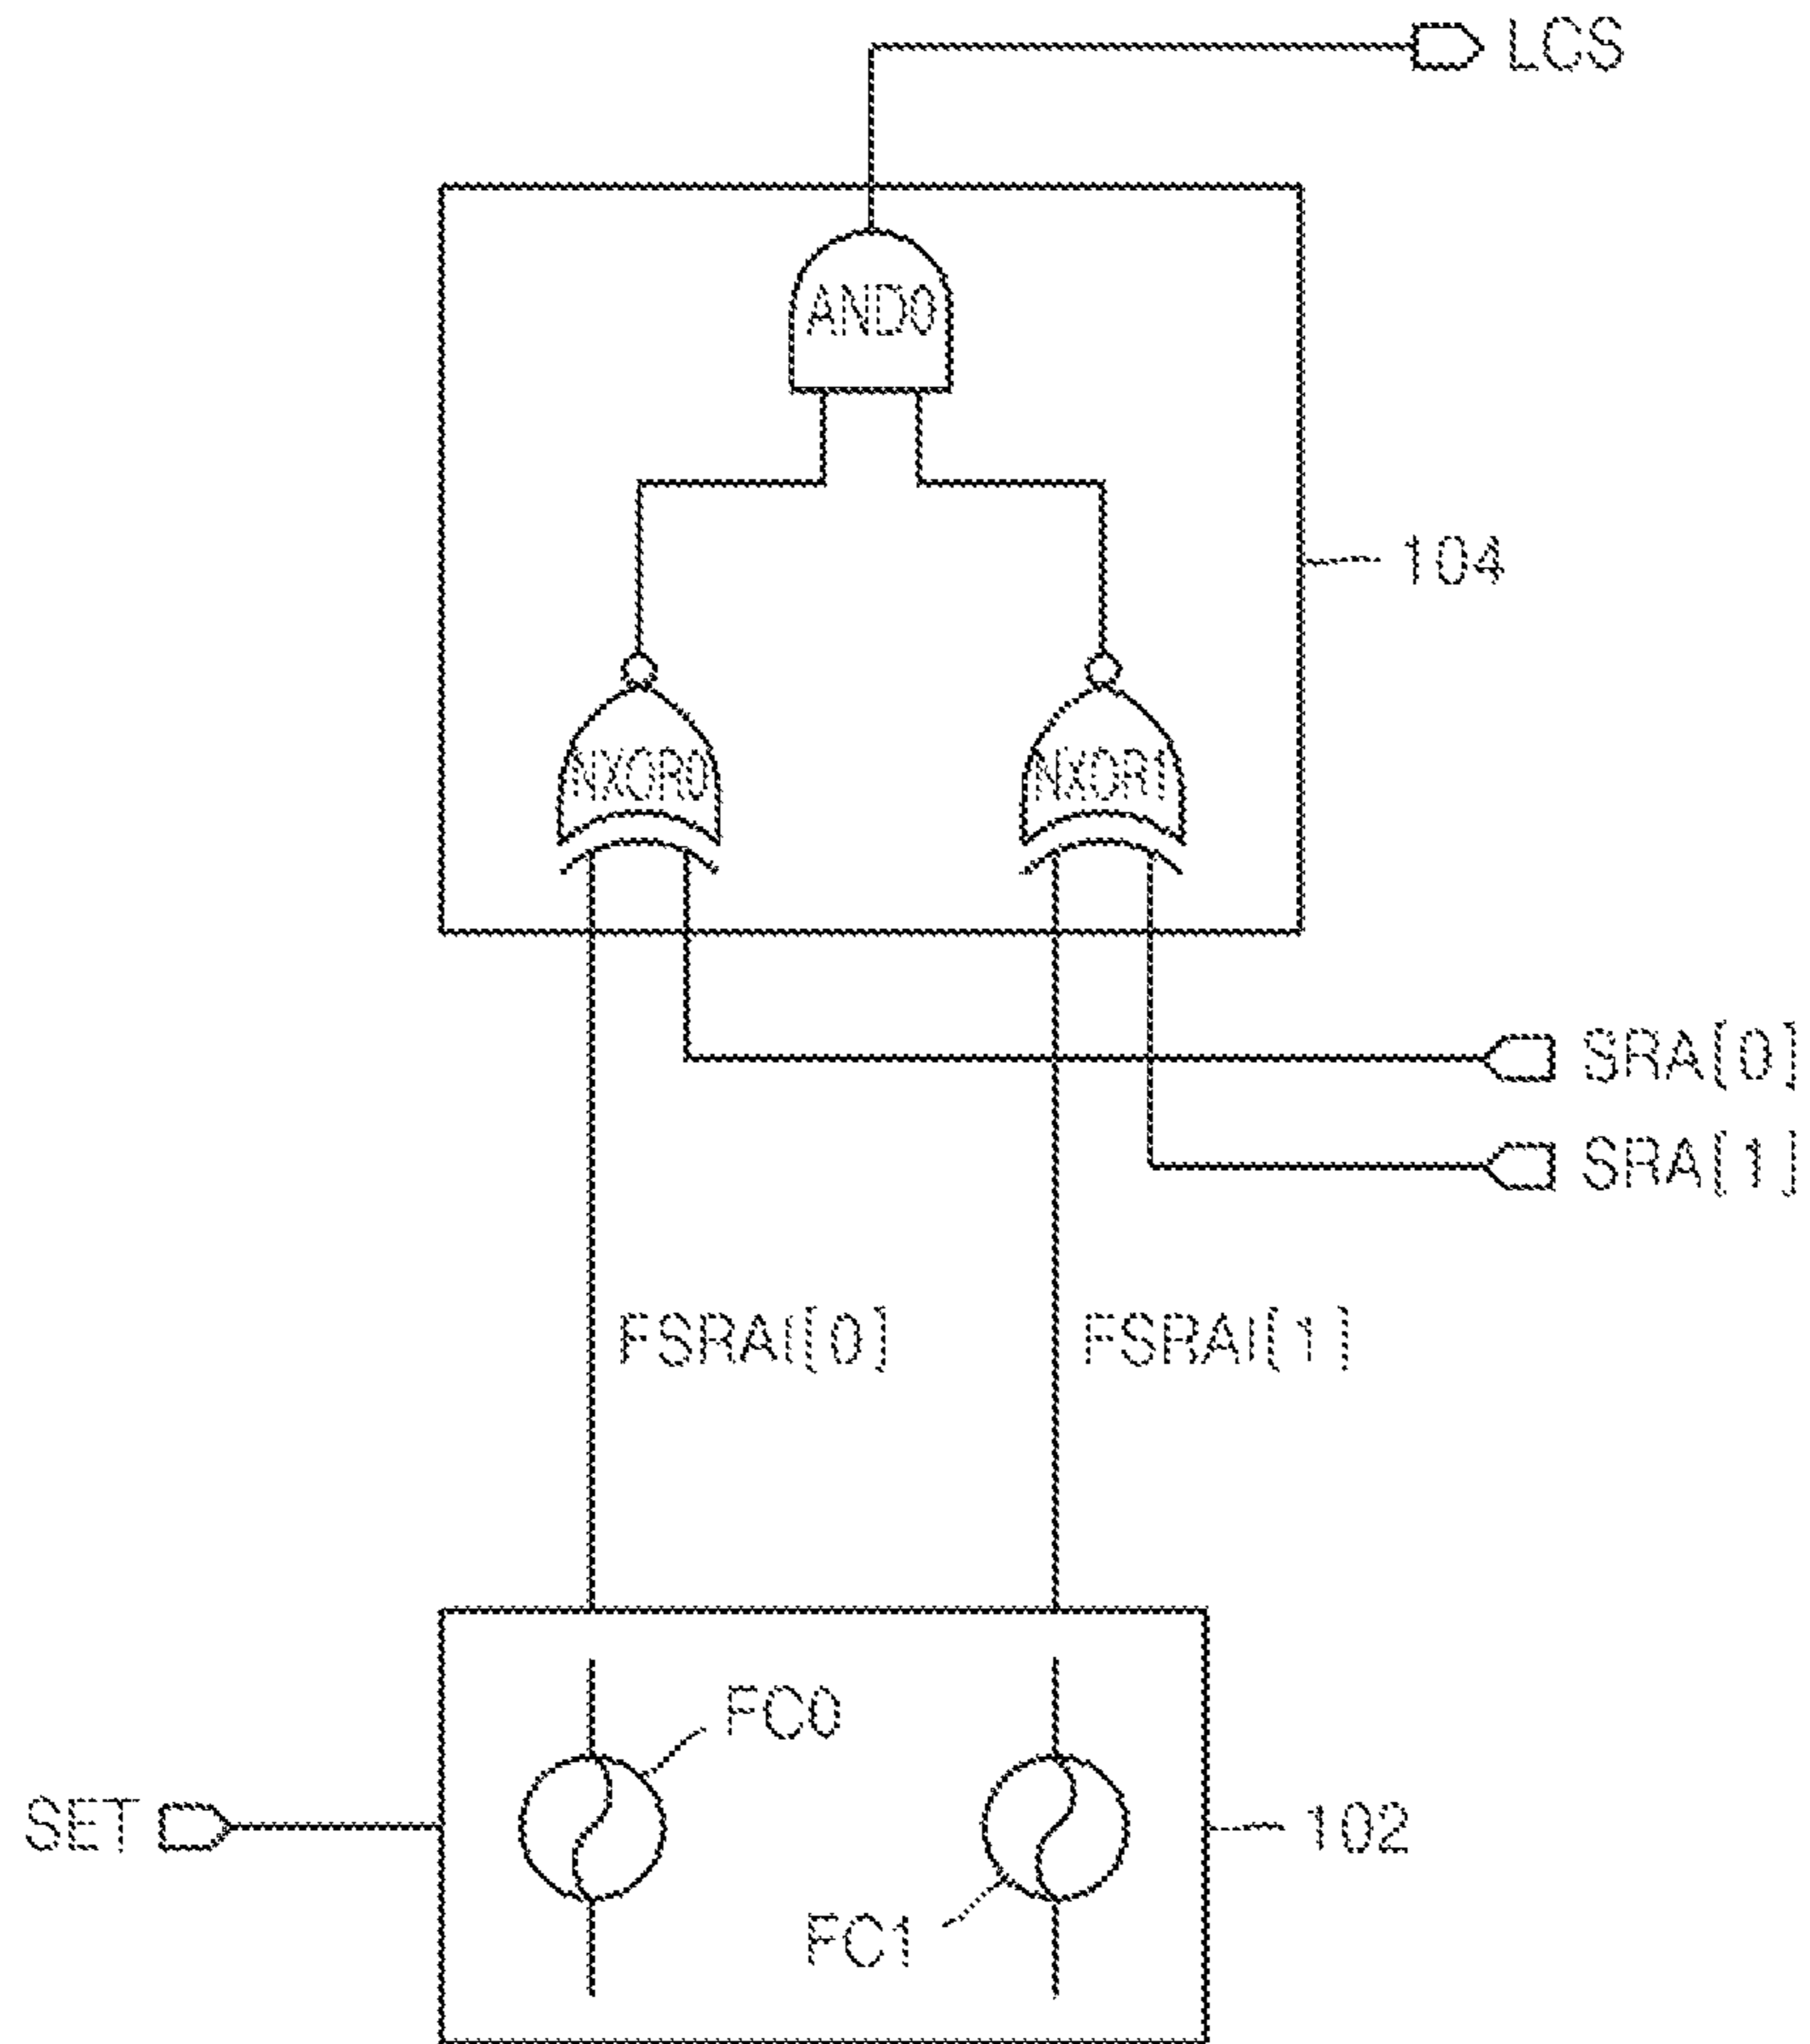 LCS
AND0
104
NXOR0
NXOR1
SRA[0]
SRA[1]
FSRAI[0]
FSRAI[1]
FC0
SET
102
FC1